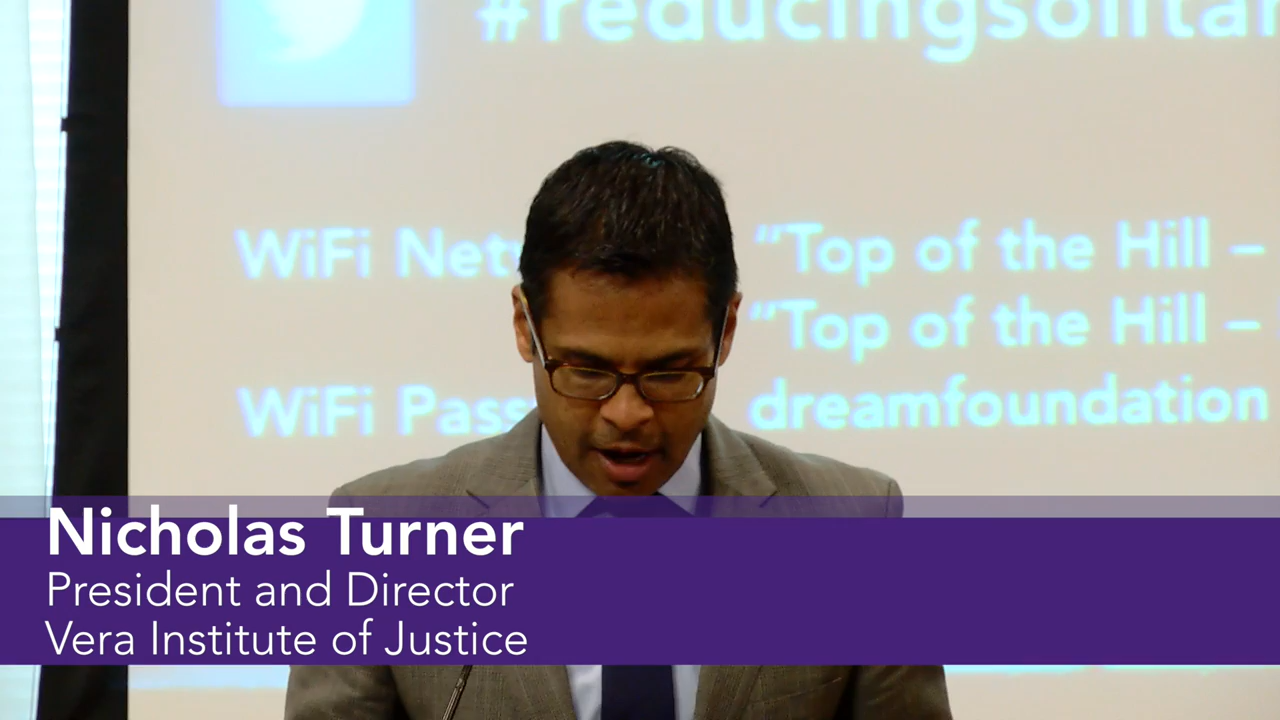 #reducingsolitar
WiFi Netw “Top of the Hill –
“Top of the Hill –
WiFi Pass dreamfoundation
Nicholas Turner
President and Director
Vera Institute of Justice